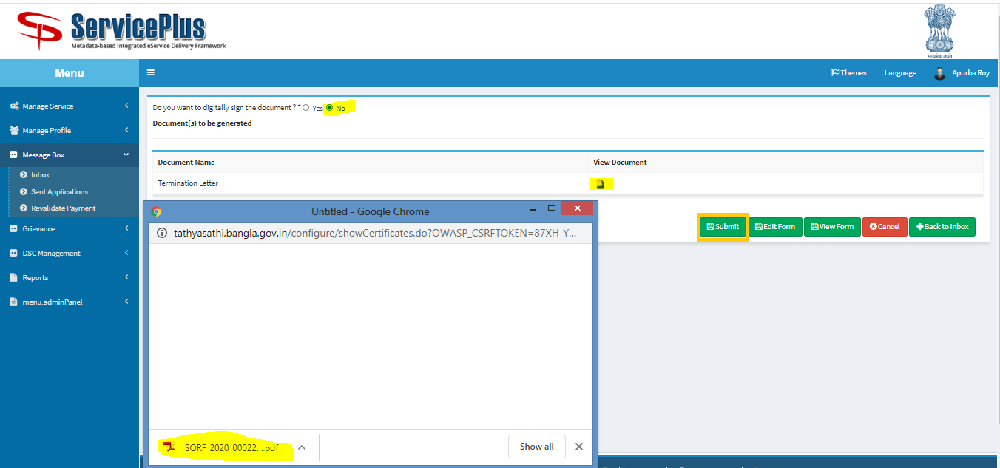 ServicePlus
Metadata-based Integrated eService Delivery Framework
सत्यमेव जयते
Menu
Themes Language Apurba Roy
Manage Service
Manage Profile
Message Box
Inbox
Sent Applications
Revalidate Payment
Grievance
DSC Management
Reports
menu.adminPanel
Do you want to digitally sign the document ? * Yes No
Document(s) to be generated
Document Name View Document
Termination Letter
Submit Edit Form View Form Cancel Back to Inbox
Untitled - Google Chrome
tathyasathi.bangla.gov.in/configure/showCertificates.do?OWASP_CSRFTOKEN=87XH-Y...
SORF_2020_00022....pdf
Show all